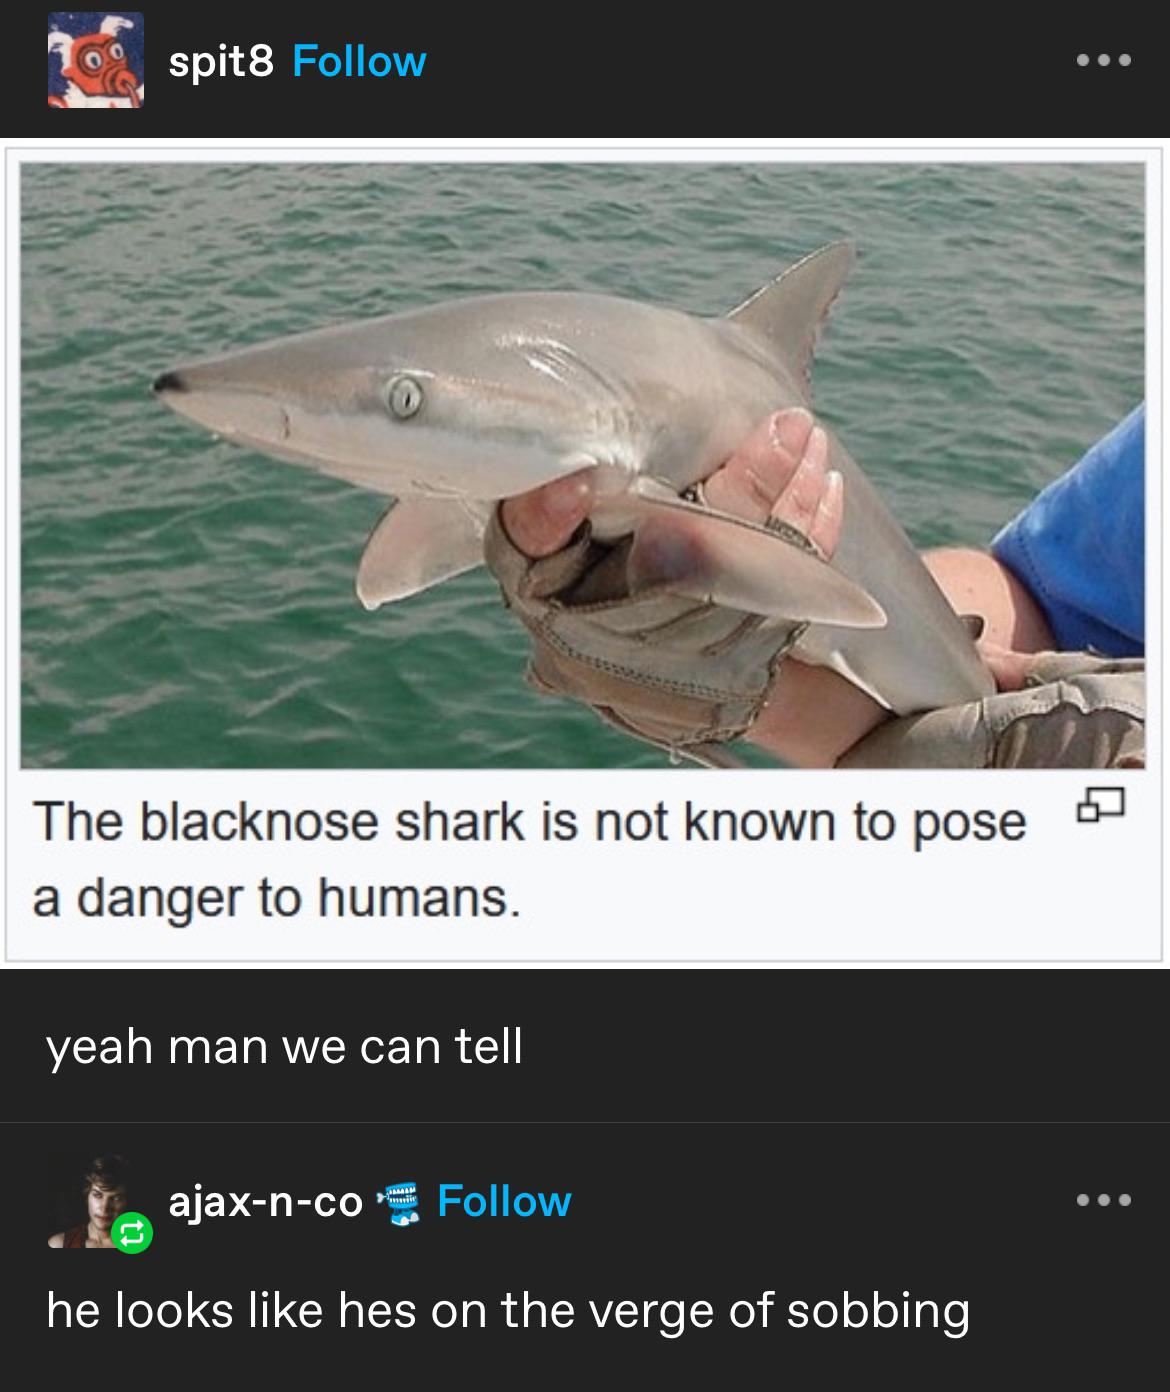 spit8 Follow
The blacknose shark is not known to pose
a danger to humans.
yeah man we can tell
ajax-n-co Follow
he looks like hes on the verge of sobbing